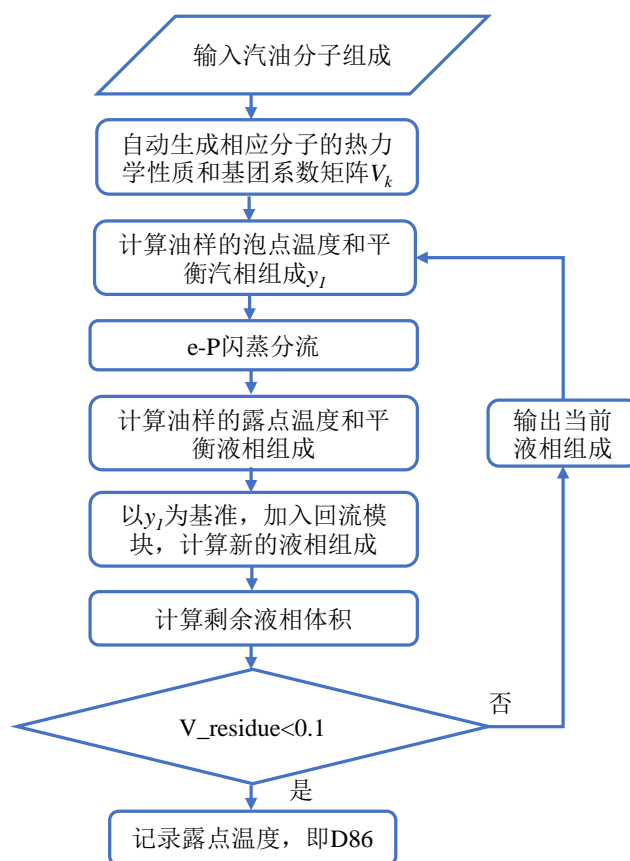 输入汽油分子组成
自动生成相应分子的热力
学性质和基团系数矩阵Vk
计算油样的泡点温度和平
衡汽相组成y1
e-P闪蒸分流
计算油样的露点温度和平
衡液相组成
输出当前
液相组成
以y1为基准，加入回流模
块，计算新的液相组成
计算剩余液相体积
V_residue<0.1
否
是
记录露点温度，即D86